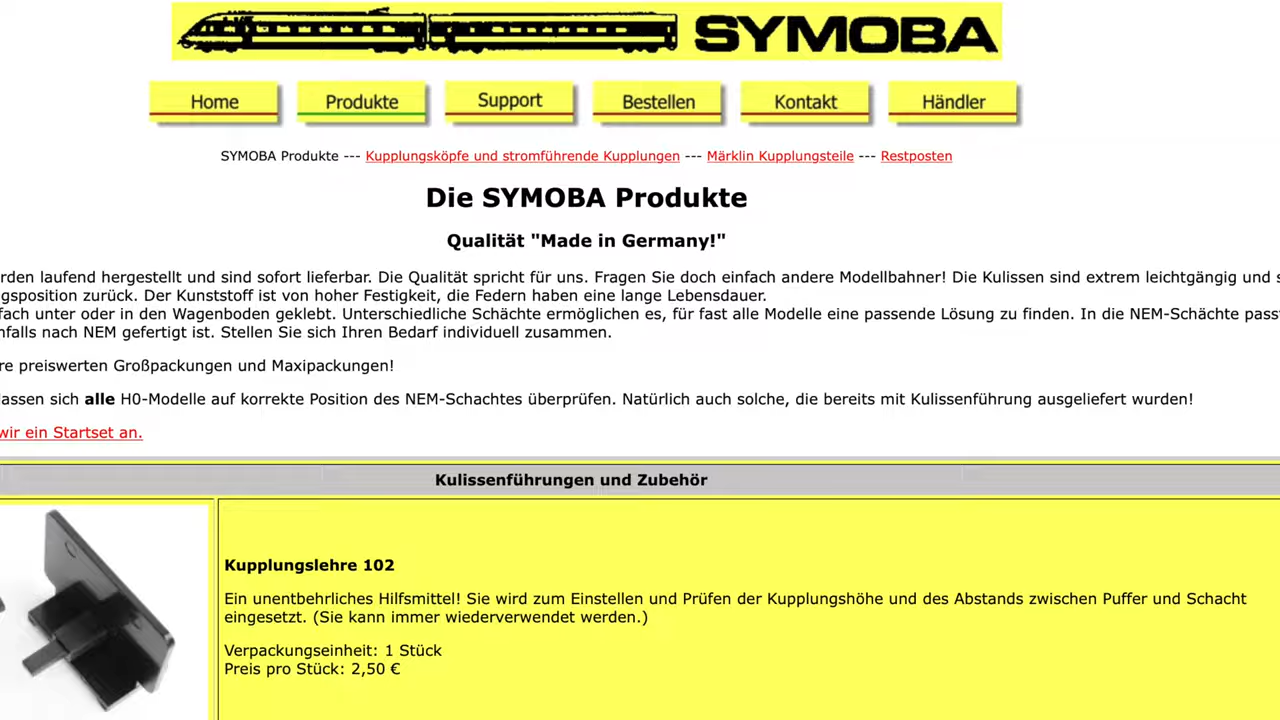 SYMOBA
Home Produkte Support Bestellen Kontakt Händler
SYMOBA Produkte --- Kupplungsköpfe und stromführende Kupplungen --- Märklin Kupplungsteile --- Restposten
Die SYMOBA Produkte
Qualität "Made in Germany!"
rden laufend hergestellt und sind sofort lieferbar. Die Qualität spricht für uns. Fragen Sie doch einfach andere Modellbahner! Die Kulissen sind extrem leichtgängig und s
gsposition zurück. Der Kunststoff ist von hoher Festigkeit, die Federn haben eine lange Lebensdauer.
fach unter oder in den Wagenboden geklebt. Unterschiedliche Schächte ermöglichen es, für fast alle Modelle eine passende Lösung zu finden. In die NEM-Schächte pass
nfalls nach NEM gefertigt ist. Stellen Sie sich Ihren Bedarf individuell zusammen.
re preiswerten Großpackungen und Maxipackungen!
assen sich alle H0-Modelle auf korrekte Position des NEM-Schachtes überprüfen. Natürlich auch solche, die bereits mit Kulissenführung ausgeliefert wurden!
wir ein Startset an.
Kulissenführungen und Zubehör
Kupplungslehre 102
Ein unentbehrliches Hilfsmittel! Sie wird zum Einstellen und Prüfen der Kupplungshöhe und des Abstands zwischen Puffer und Schacht
eingesetzt. (Sie kann immer wiederverwendet werden.)
Verpackungseinheit: 1 Stück
Preis pro Stück: 2,50 €